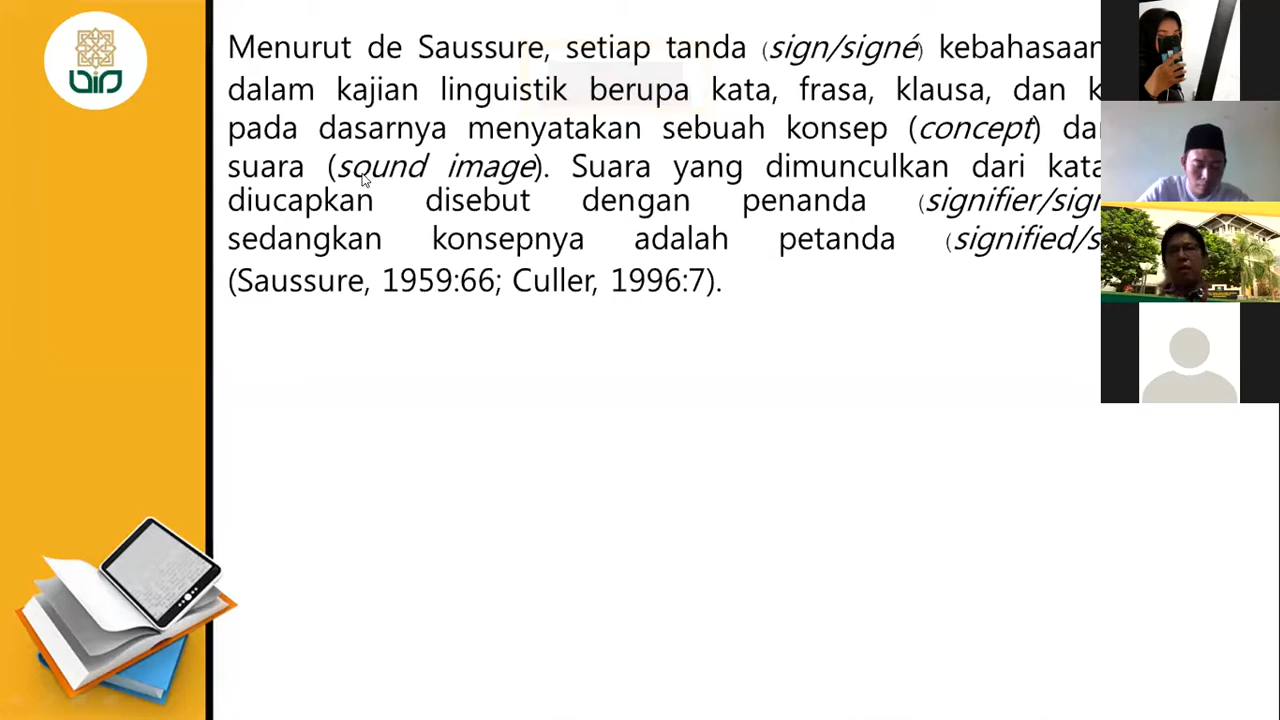 Menurut de Saussure, setiap tanda (sign/signé) kebahasaan
dalam kajian linguistik berupa kata, frasa, klausa, dan
pada dasarnya menyatakan sebuah konsep (concept)
suara (sound image). Suara yang dimunculkan dari kata
diucapkan disebut dengan penanda (signifier/
sedangkan konsepnya adalah petanda (signified/
(Saussure, 1959:66; Culler, 1996:7).